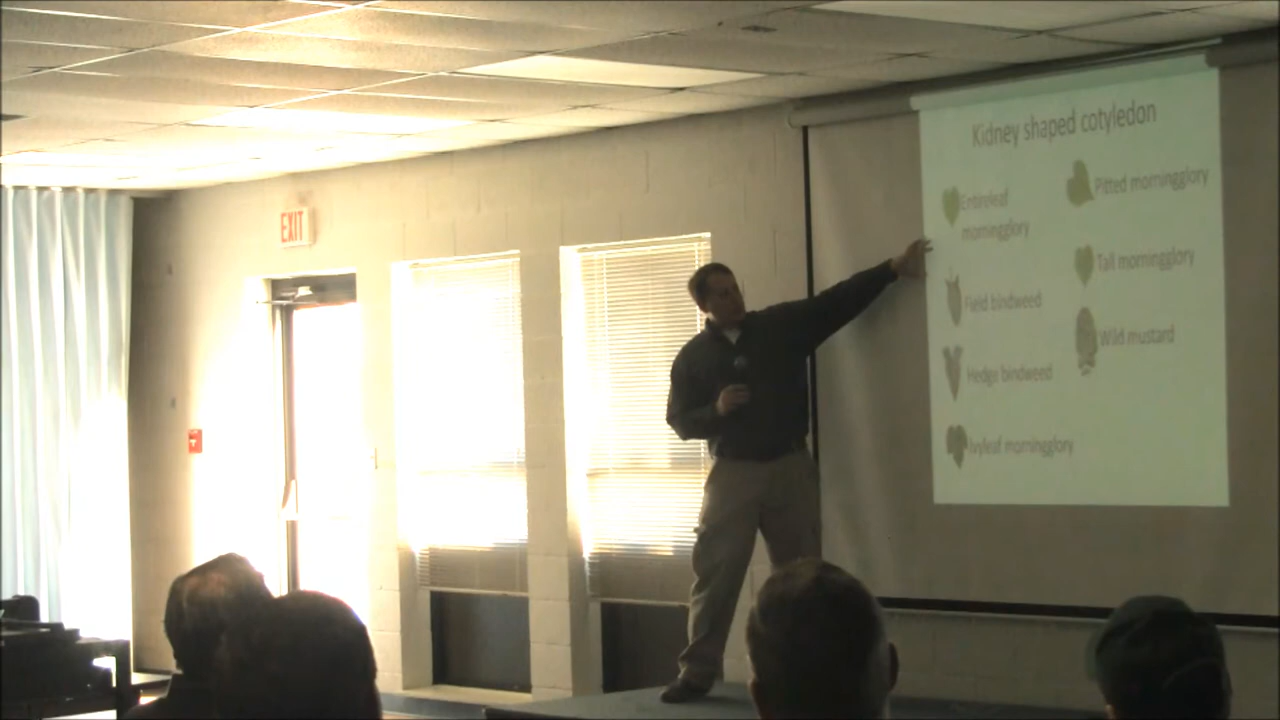 EXIT
Kidney shaped cotyledon
Entireleaf
morningglory
Field bindweed
Hedge bindweed
Ivyleaf morningglory
Pitted morningglory
Tall morningglory
Wild mustard